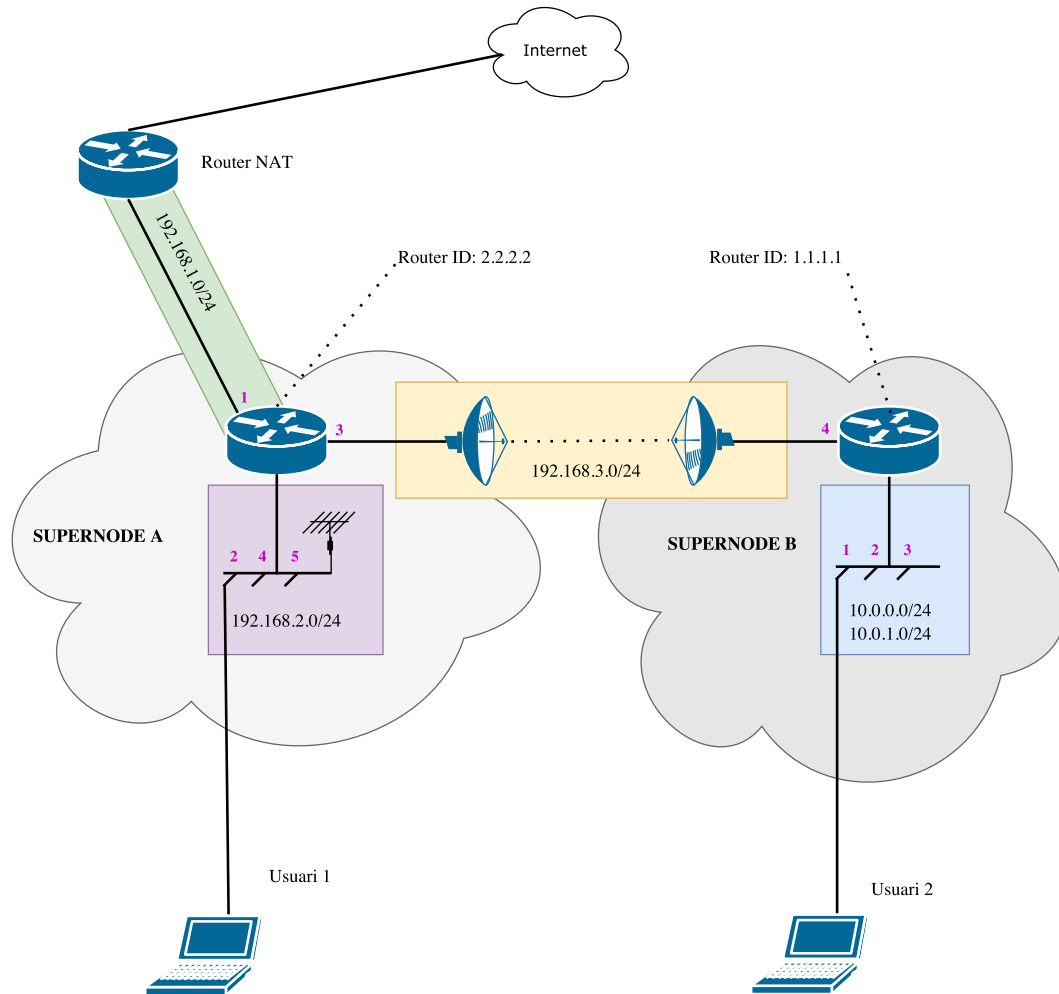 Internet
Router NAT
192.168.1.0/24
Router ID: 2.2.2.2
Router ID: 1.1.1.1
1
3
4
192.168.3.0/24
SUPERNODE A
2 4 5
192.168.2.0/24
SUPERNODE B
1 2 3
10.0.0.0/24
10.0.1.0/24
Usuari 1
Usuari 2